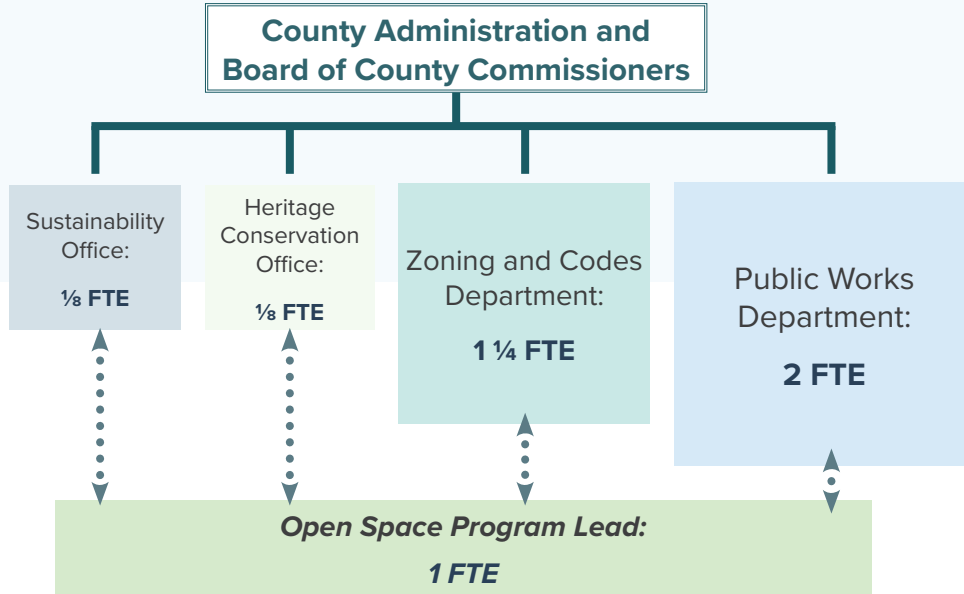 County Administration and
Board of County Commissioners
Sustainability
Office:
⅛ FTE
Heritage
Conservation
Office:
⅛ FTE
Zoning and Codes
Department:
1 ¼ FTE
Public Works
Department:
2 FTE
Open Space Program Lead:
1 FTE